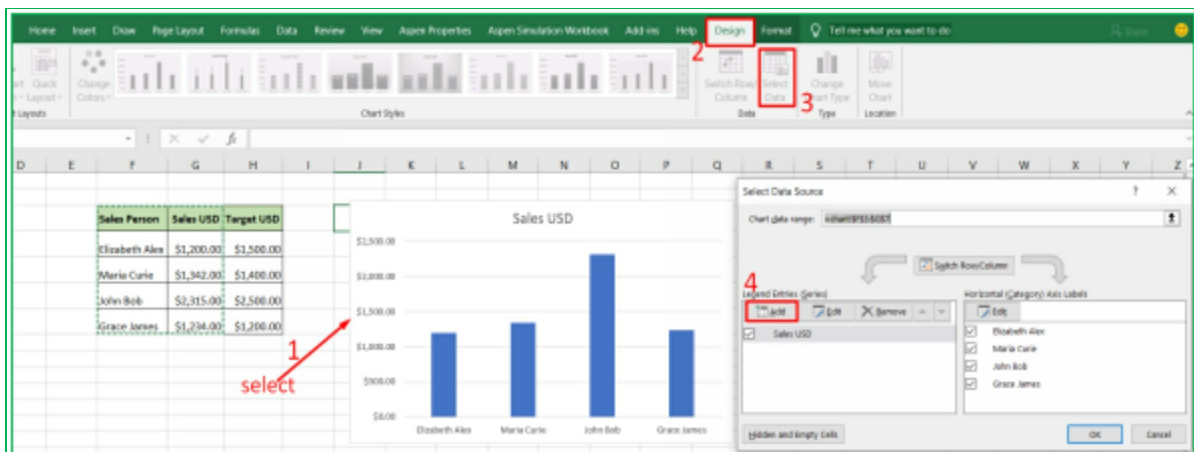 Home Insert Draw Page Layout Formulas Data Review View Aspen Properties Aspen Simulation Workbook Add-ins Help Design Format Tell me what you want to do Share
2
Quick Layout
Change Colors
Switch Row/ Column
Select Data
3
Change Chart Type
Move Chart
Layouts
Chart Styles
Data
Type
Location
fx
D E F G H I J K L M N O P Q R S T U V W X Y Z
Sales Person Sales USD Target USD
Elizabeth Alex $1,200.00 $1,500.00
Maria Curie $1,342.00 $1,400.00
John Bob $2,315.00 $2,500.00
Grace James $1,234.00 $1,200.00
1
select
Sales USD
$2,500.00
$2,000.00
$1,500.00
$1,000.00
$500.00
$0.00
Elizabeth Alex Maria Curie John Bob Grace James
Select Data Source ? ×
Chart data range:
Switch Row/Column
4
Legend Entries (Series)
Add Edit Remove
Sales USD
Horizontal (Category) Axis Labels
Edit
Elizabeth Alex
Maria Curie
John Bob
Grace James
Hidden and Empty Cells
OK Cancel